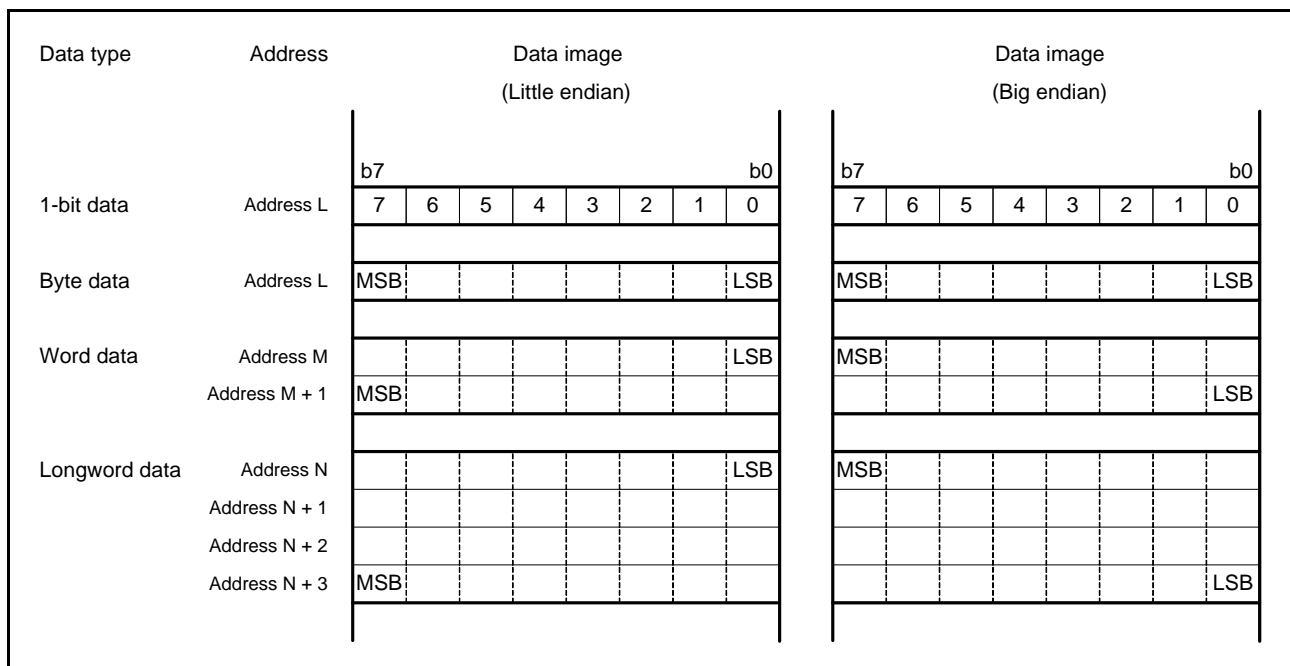 Data type Address Data image Data image
(Little endian) (Big endian)
b7 b0 b7 b0
1-bit data Address L 7 6 5 4 3 2 1 0 7 6 5 4 3 2 1 0
Byte data Address L MSB LSB MSB LSB
Word data Address M LSB MSB
Address M + 1 MSB LSB
Longword data Address N LSB MSB
Address N + 1
Address N + 2
Address N + 3 MSB LSB